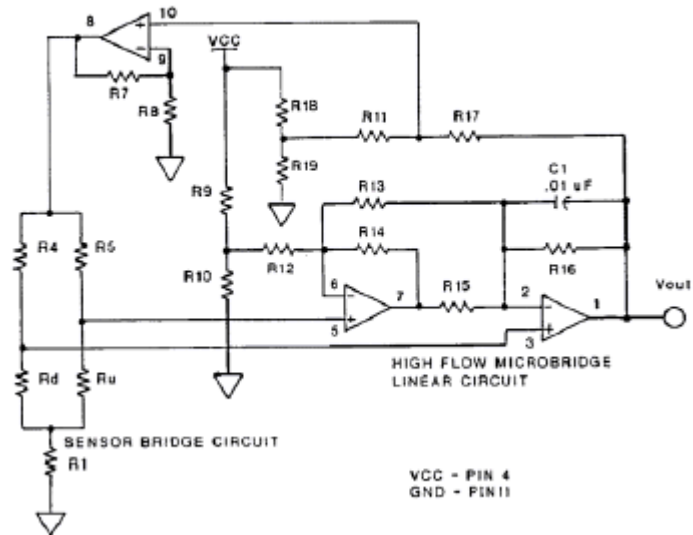 8
10
9
VCC
R7
R8
R18
R11
R17
R19
C1
.01 uF
R13
R9
R14
R4
R5
R12
R16
R10
6
7
R15
2
1
Vout
5
3
HIGH FLOW MICROBRIDGE
LINEAR CIRCUIT
Rd
Ru
SENSOR BRIDGE CIRCUIT
R1
VCC - PIN 4
GND - PIN11